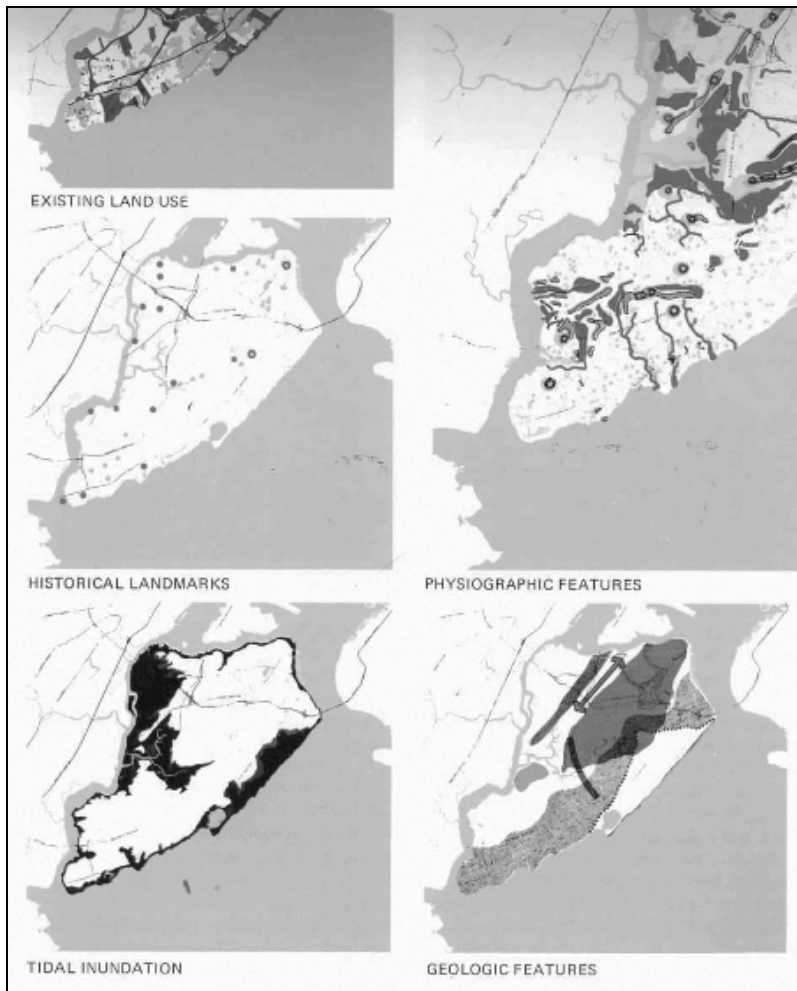 EXISTING LAND USE
HISTORICAL LANDMARKS
PHYSIOGRAPHIC FEATURES
TIDAL INUNDATION
GEOLOGIC FEATURES